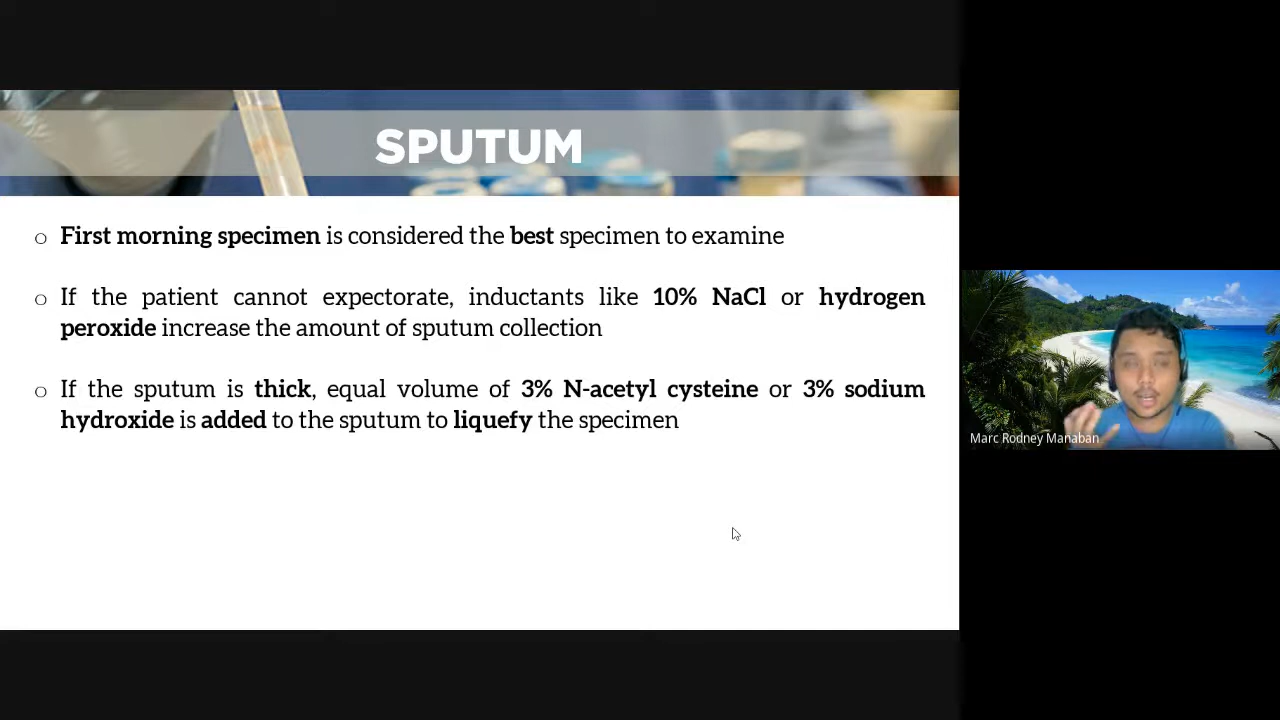 SPUTUM
○ First morning specimen is considered the best specimen to examine
○ If the patient cannot expectorate, inductants like 10% NaCl or hydrogen
peroxide increase the amount of sputum collection
○ If the sputum is thick, equal volume of 3% N-acetyl cysteine or 3% sodium
hydroxide is added to the sputum to liquefy the specimen
Marc Rodney Manaban